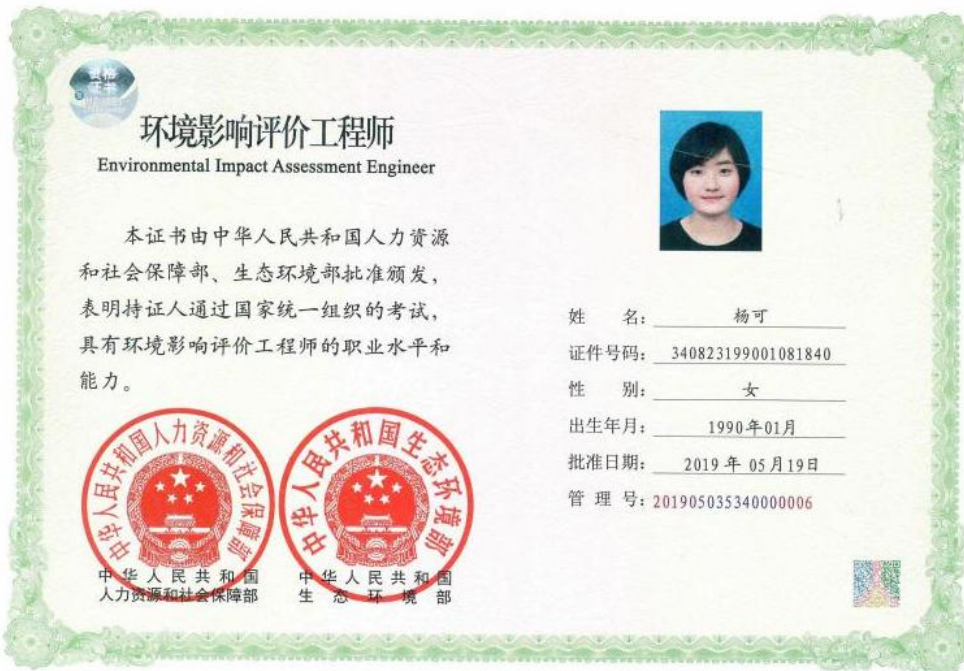 资格
证书
环境影响评价工程师
Environmental Impact Assessment Engineer
本证书由中华人民共和国人力资源
和社会保障部、生态环境部批准颁发，
表明持证人通过国家统一组织的考试，
具有环境影响评价工程师的职业水平和
能力。
中华人民共和国人力资源和社会保障部
中华人民共和国生态环境部
中华人民共和国
人力资源和社会保障部
中华人民共和国
生态环境部
姓 名： 杨可
证件号码： 340823199001081840
性 别： 女
出生年月： 1990年01月
批准日期： 2019 年 05 月 19 日
管 理 号：201905035340000006